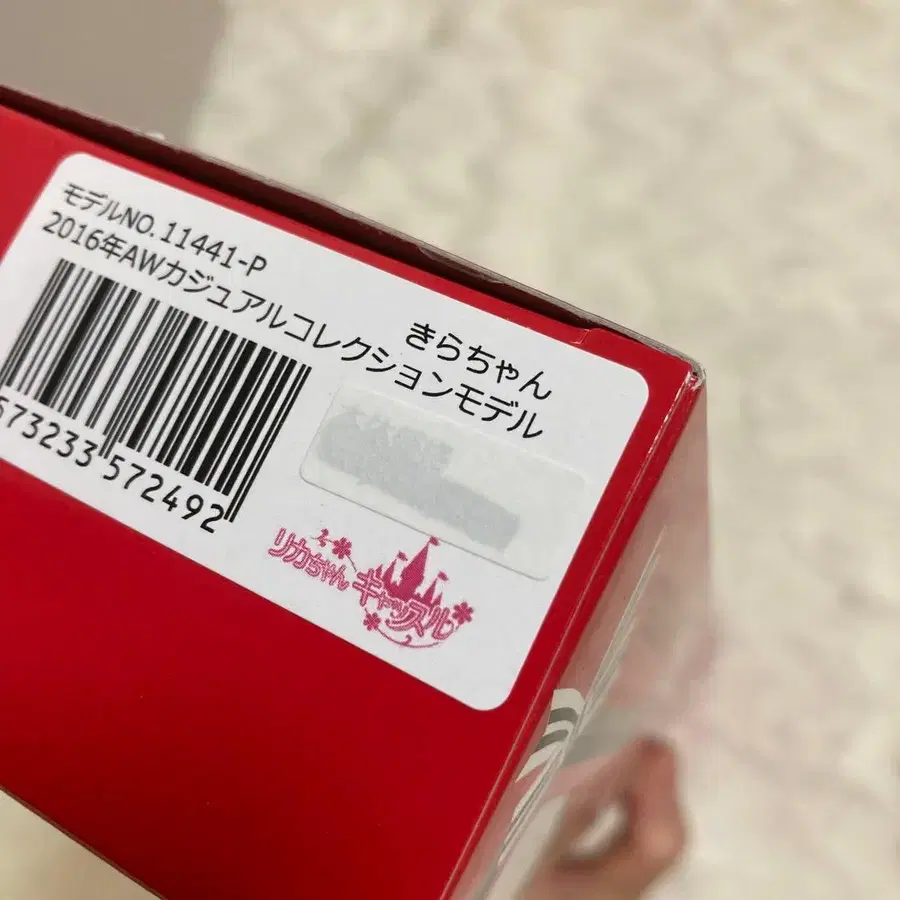 モデルNO.11441-P
きらちゃん
2016年AWカジュアルコレクションモデル
573233 572492
リカちゃん
キャッスル